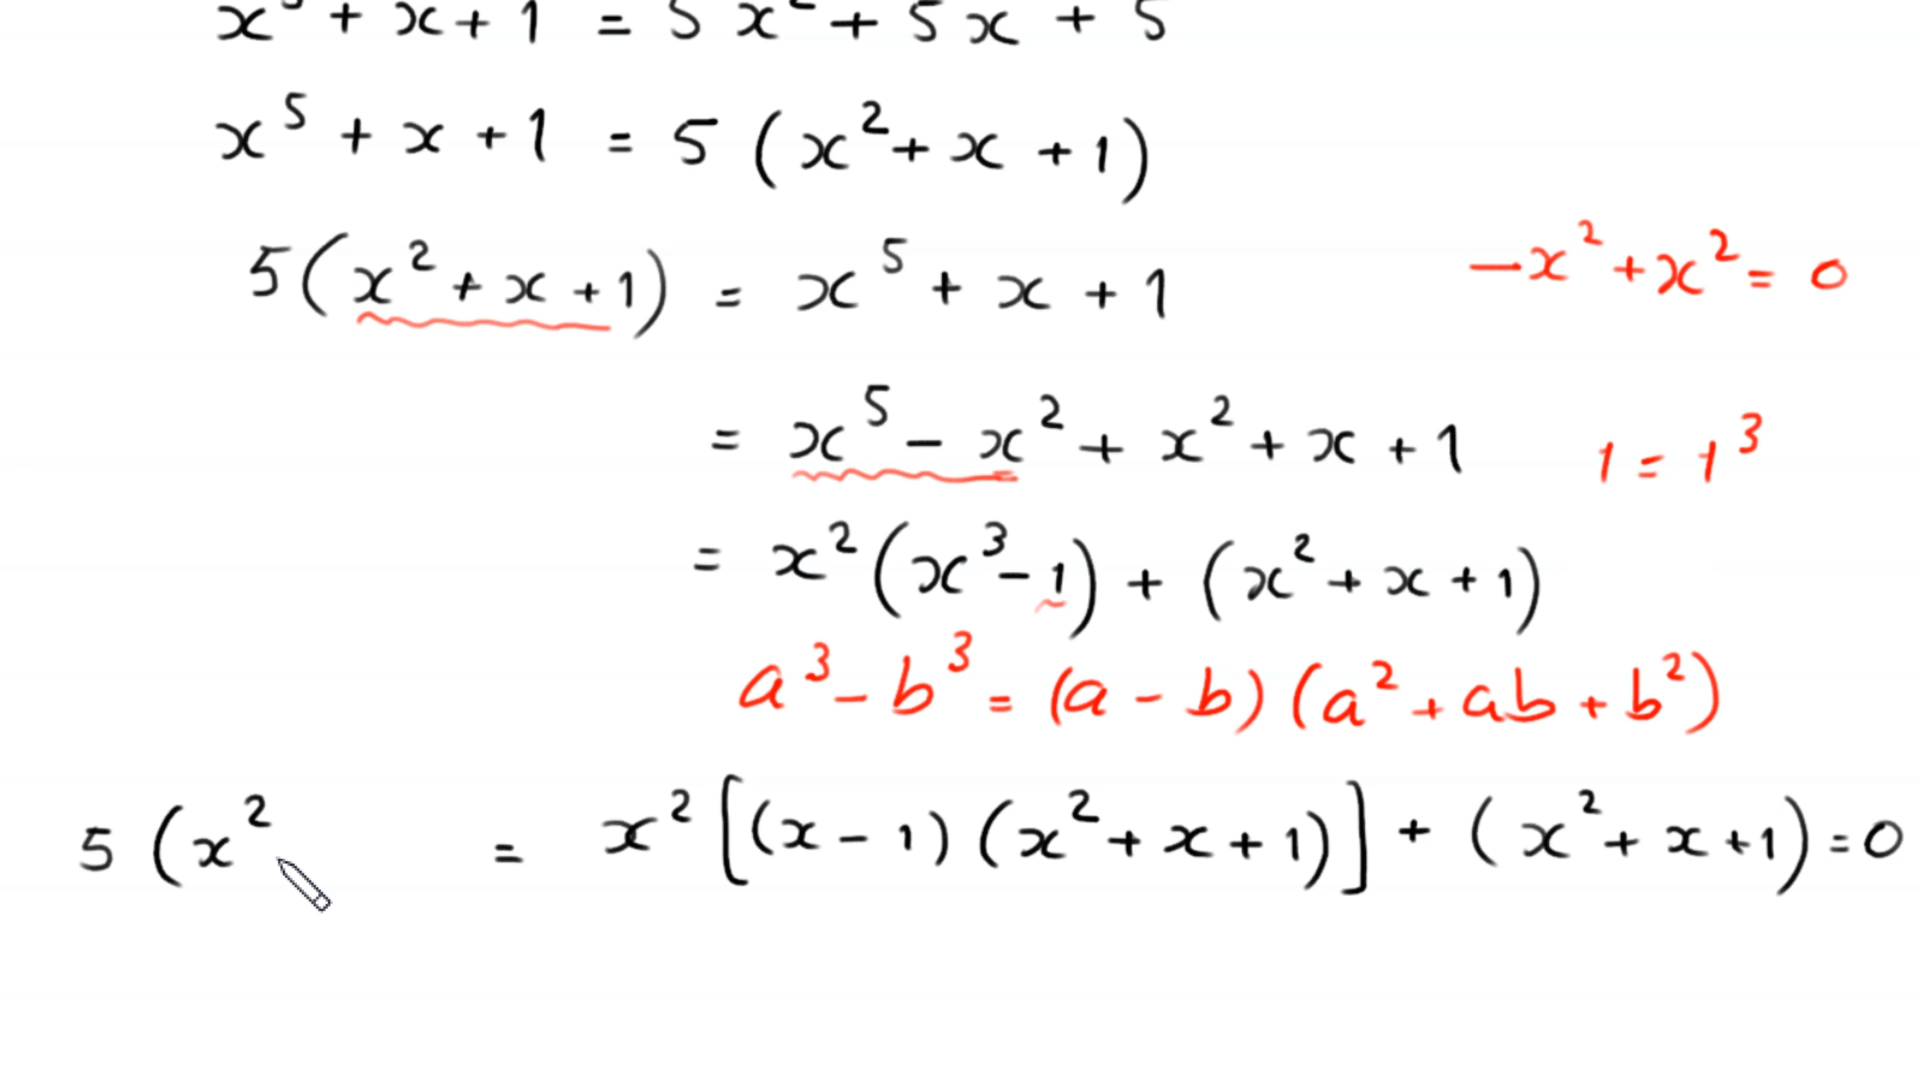 x⁵ + x + 1 = 5x² + 5x + 5
x⁵ + x + 1 = 5(x² + x + 1)
5(x² + x + 1) = x⁵ + x + 1
-x² + x² = 0
= x⁵ - x² + x² + x + 1
1 = 1³
= x²(x³ - 1) + (x² + x + 1)
a³ - b³ = (a - b)(a² + ab + b²)
5(x² = x²[(x - 1)(x² + x + 1)] + (x² + x + 1) = 0